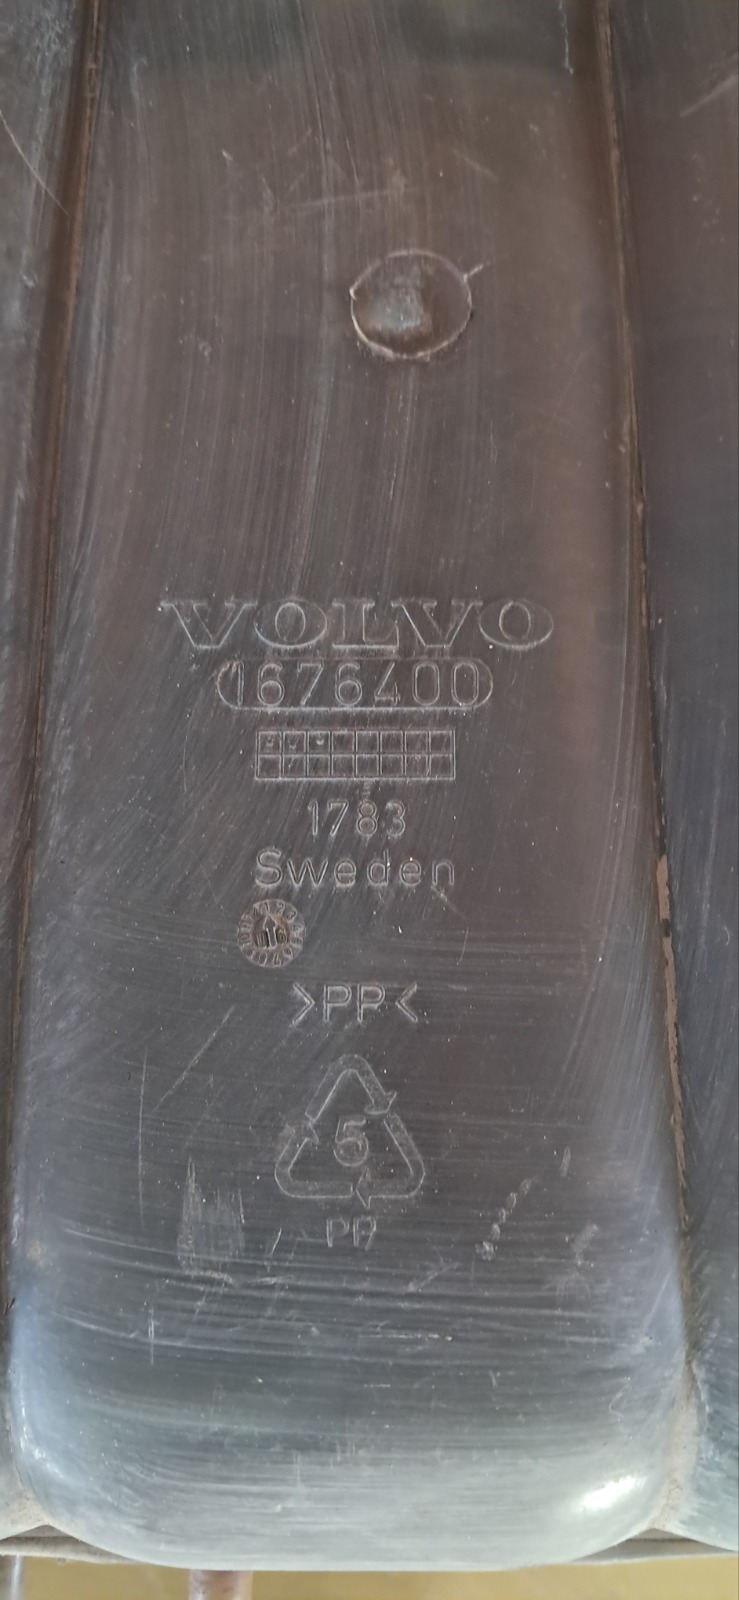 VOLVO
1676400
1783
Sweden
>PP<
5
PP